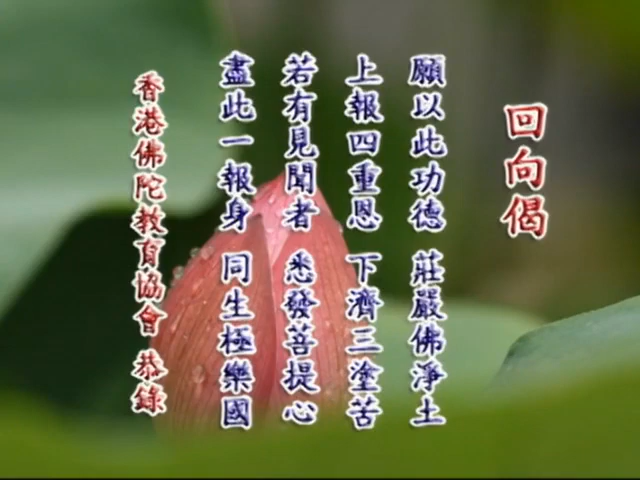 回向偈
願以此功德 莊嚴佛淨土
上報四重恩 下濟三塗苦
若有見聞者 悉發菩提心
盡此一報身 同生極樂國
香港佛陀教育協會 恭錄